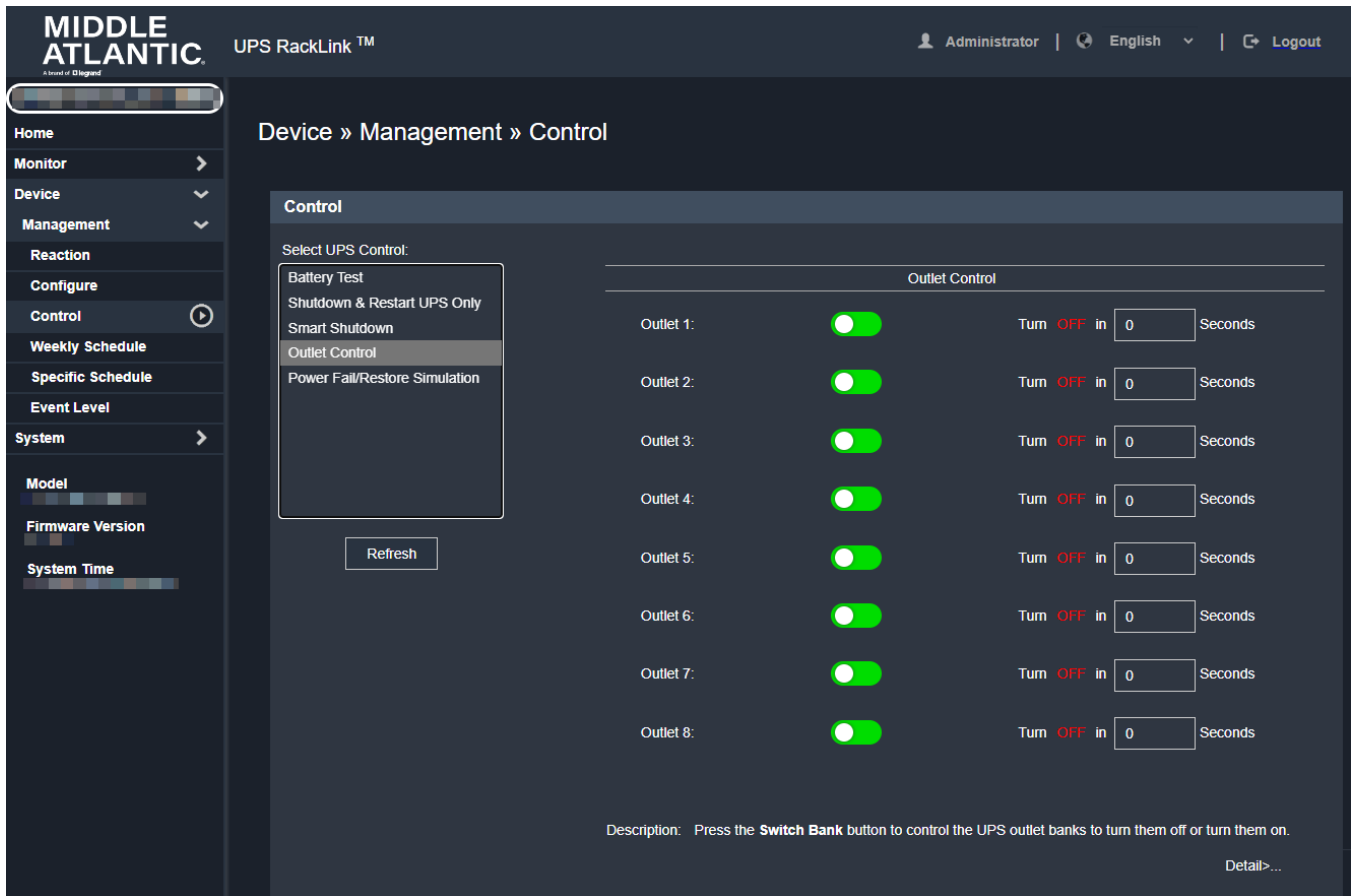 MIDDLE
ATLANTIC.
A brand of legrand
UPS RackLink TM
Administrator | English | Logout
Home
Monitor
Device
Management
Reaction
Configure
Control
Weekly Schedule
Specific Schedule
Event Level
System
Model
Firmware Version
System Time
Device » Management » Control
Control
Select UPS Control:
Battery Test
Shutdown & Restart UPS Only
Smart Shutdown
Outlet Control
Power Fail/Restore Simulation
Refresh
Outlet Control
Outlet 1: Turn OFF in 0 Seconds
Outlet 2: Turn OFF in 0 Seconds
Outlet 3: Turn OFF in 0 Seconds
Outlet 4: Turn OFF in 0 Seconds
Outlet 5: Turn OFF in 0 Seconds
Outlet 6: Turn OFF in 0 Seconds
Outlet 7: Turn OFF in 0 Seconds
Outlet 8: Turn OFF in 0 Seconds
Description: Press the Switch Bank button to control the UPS outlet banks to turn them off or turn them on.
Detail>...